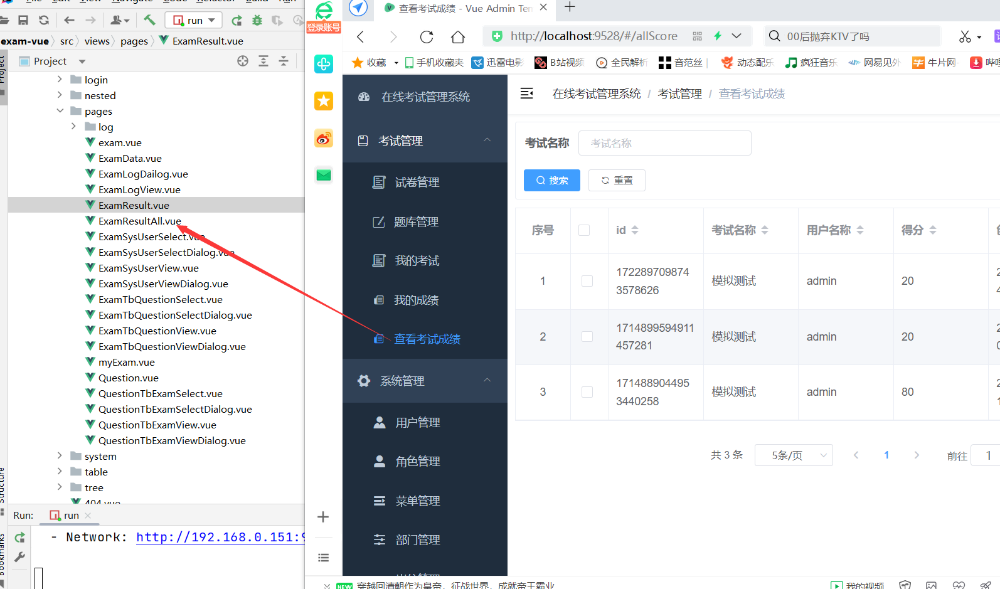 run
登录账号
查看考试成绩 - Vue Admin Ten
exam-vue
src
views
pages
ExamResult.vue
http://localhost:9528/#/allScore
00后抛弃KTV了吗
Project
Project
收藏
手机收藏夹
迅雷电影
B站视频
全民解析
音范丝
动态配乐
疯狂音乐
网易见外
牛片网
哔哩
login
nested
pages
log
exam.vue
ExamData.vue
ExamLogDailog.vue
ExamLogView.vue
ExamResult.vue
ExamResultAll.vue
ExamSysUserSelect.vue
ExamSysUserSelectDialog.vue
ExamSysUserView.vue
ExamSysUserViewDialog.vue
ExamTbQuestionSelect.vue
ExamTbQuestionSelectDialog.vue
ExamTbQuestionView.vue
ExamTbQuestionViewDialog.vue
myExam.vue
Question.vue
QuestionTbExamSelect.vue
QuestionTbExamSelectDialog.vue
QuestionTbExamView.vue
QuestionTbExamViewDialog.vue
system
table
tree
404.vue
Structure
Bookmarks
Run:
run
- Network: http://192.168.0.151:9
在线考试管理系统
考试管理
试卷管理
题库管理
我的考试
我的成绩
查看考试成绩
系统管理
用户管理
角色管理
菜单管理
部门管理
在线考试管理系统 / 考试管理 / 查看考试成绩
考试名称
考试名称
搜索
重置
序号 id 考试名称 用户名称 得分
1 172289709874 模拟测试 admin 20
3578626
2 1714899594911 模拟测试 admin 20
457281
3 171488904495 模拟测试 admin 80
3440258
共 3 条
5条/页
1
前往
1
NEW 穿越回清朝作为皇帝，征战世界，成就帝王霸业
我的视频